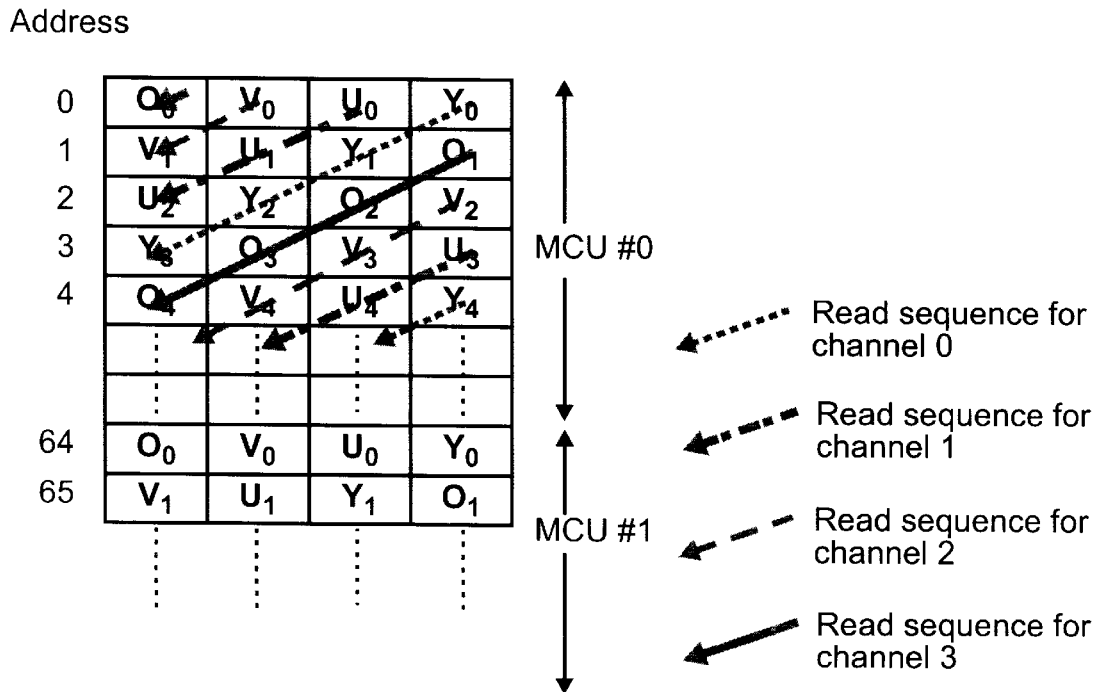 Address
0 O₀ V₀ U₀ Y₀
1 V₁ U₁ Y₁ O₁
2 U₂ Y₂ O₂ V₂
3 Y₃ O₃ V₃ U₃
4 O₄ V₄ U₄ Y₄
MCU #0
64 O₀ V₀ U₀ Y₀
65 V₁ U₁ Y₁ O₁
MCU #1
Read sequence for
channel 0
Read sequence for
channel 1
Read sequence for
channel 2
Read sequence for
channel 3